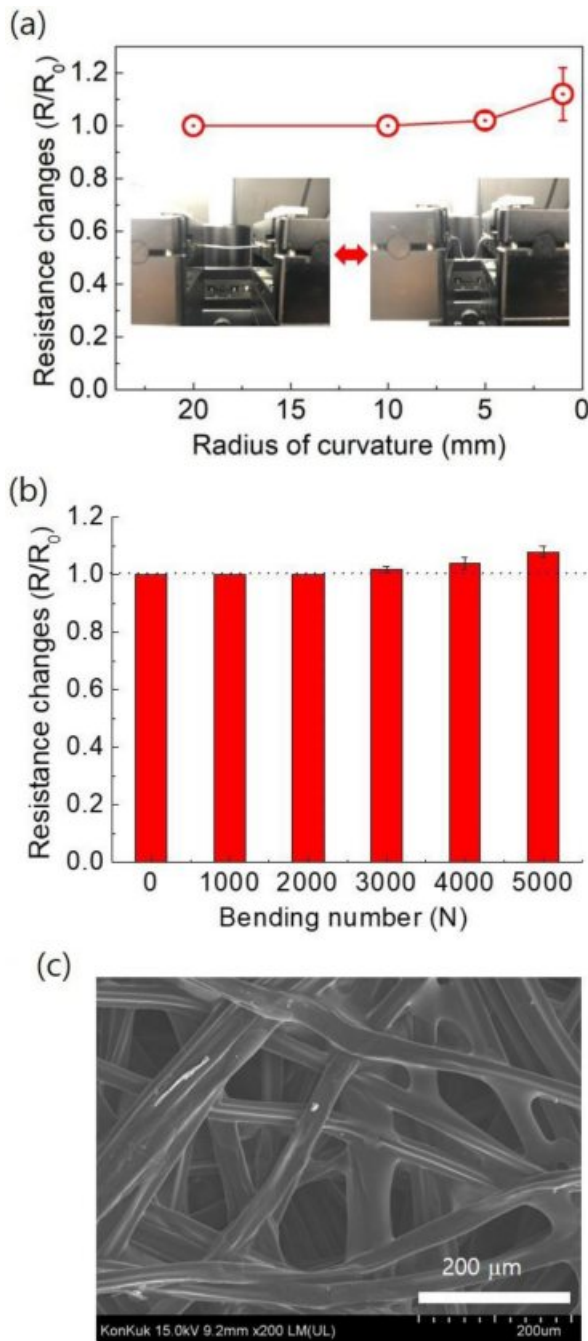 (a)
Resistance changes (R/R₀)
1.2
1.0
0.8
0.6
0.4
0.2
0.0
20 15 10 5 0
Radius of curvature (mm)
(b)
Resistance changes (R/R₀)
1.2
1.0
0.8
0.6
0.4
0.2
0.0
0 1000 2000 3000 4000 5000
Bending number (N)
(c)
200 μm
KonKuk 15.0kV 9.2mm x200 LM(UL) 200um